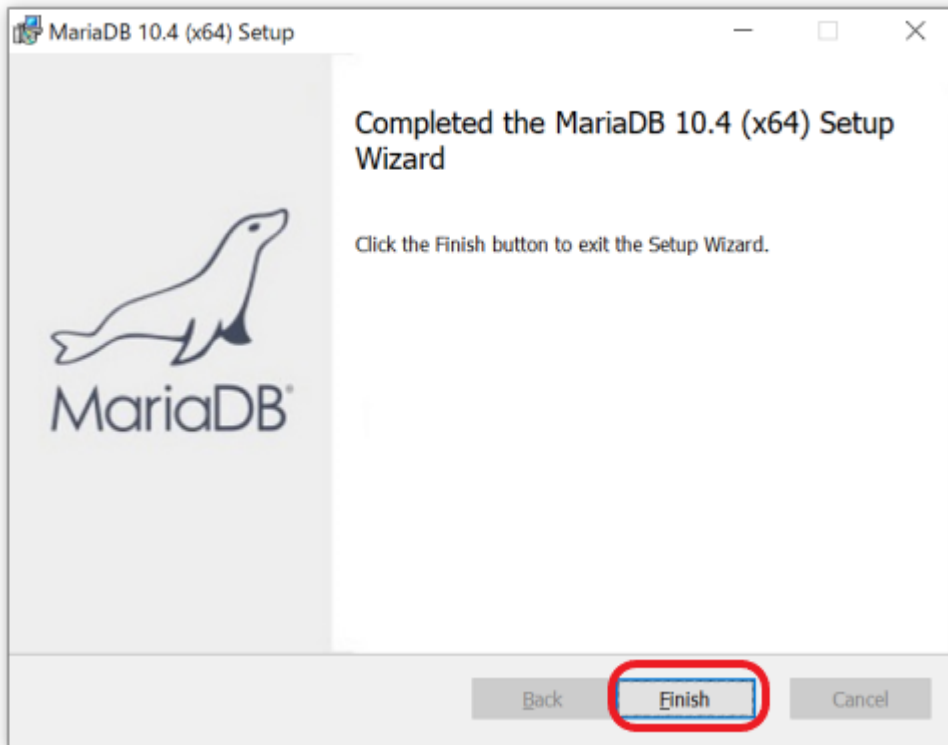 MariaDB 10.4 (x64) Setup
Completed the MariaDB 10.4 (x64) Setup
Wizard
Click the Finish button to exit the Setup Wizard.
MariaDB®
Back
Finish
Cancel